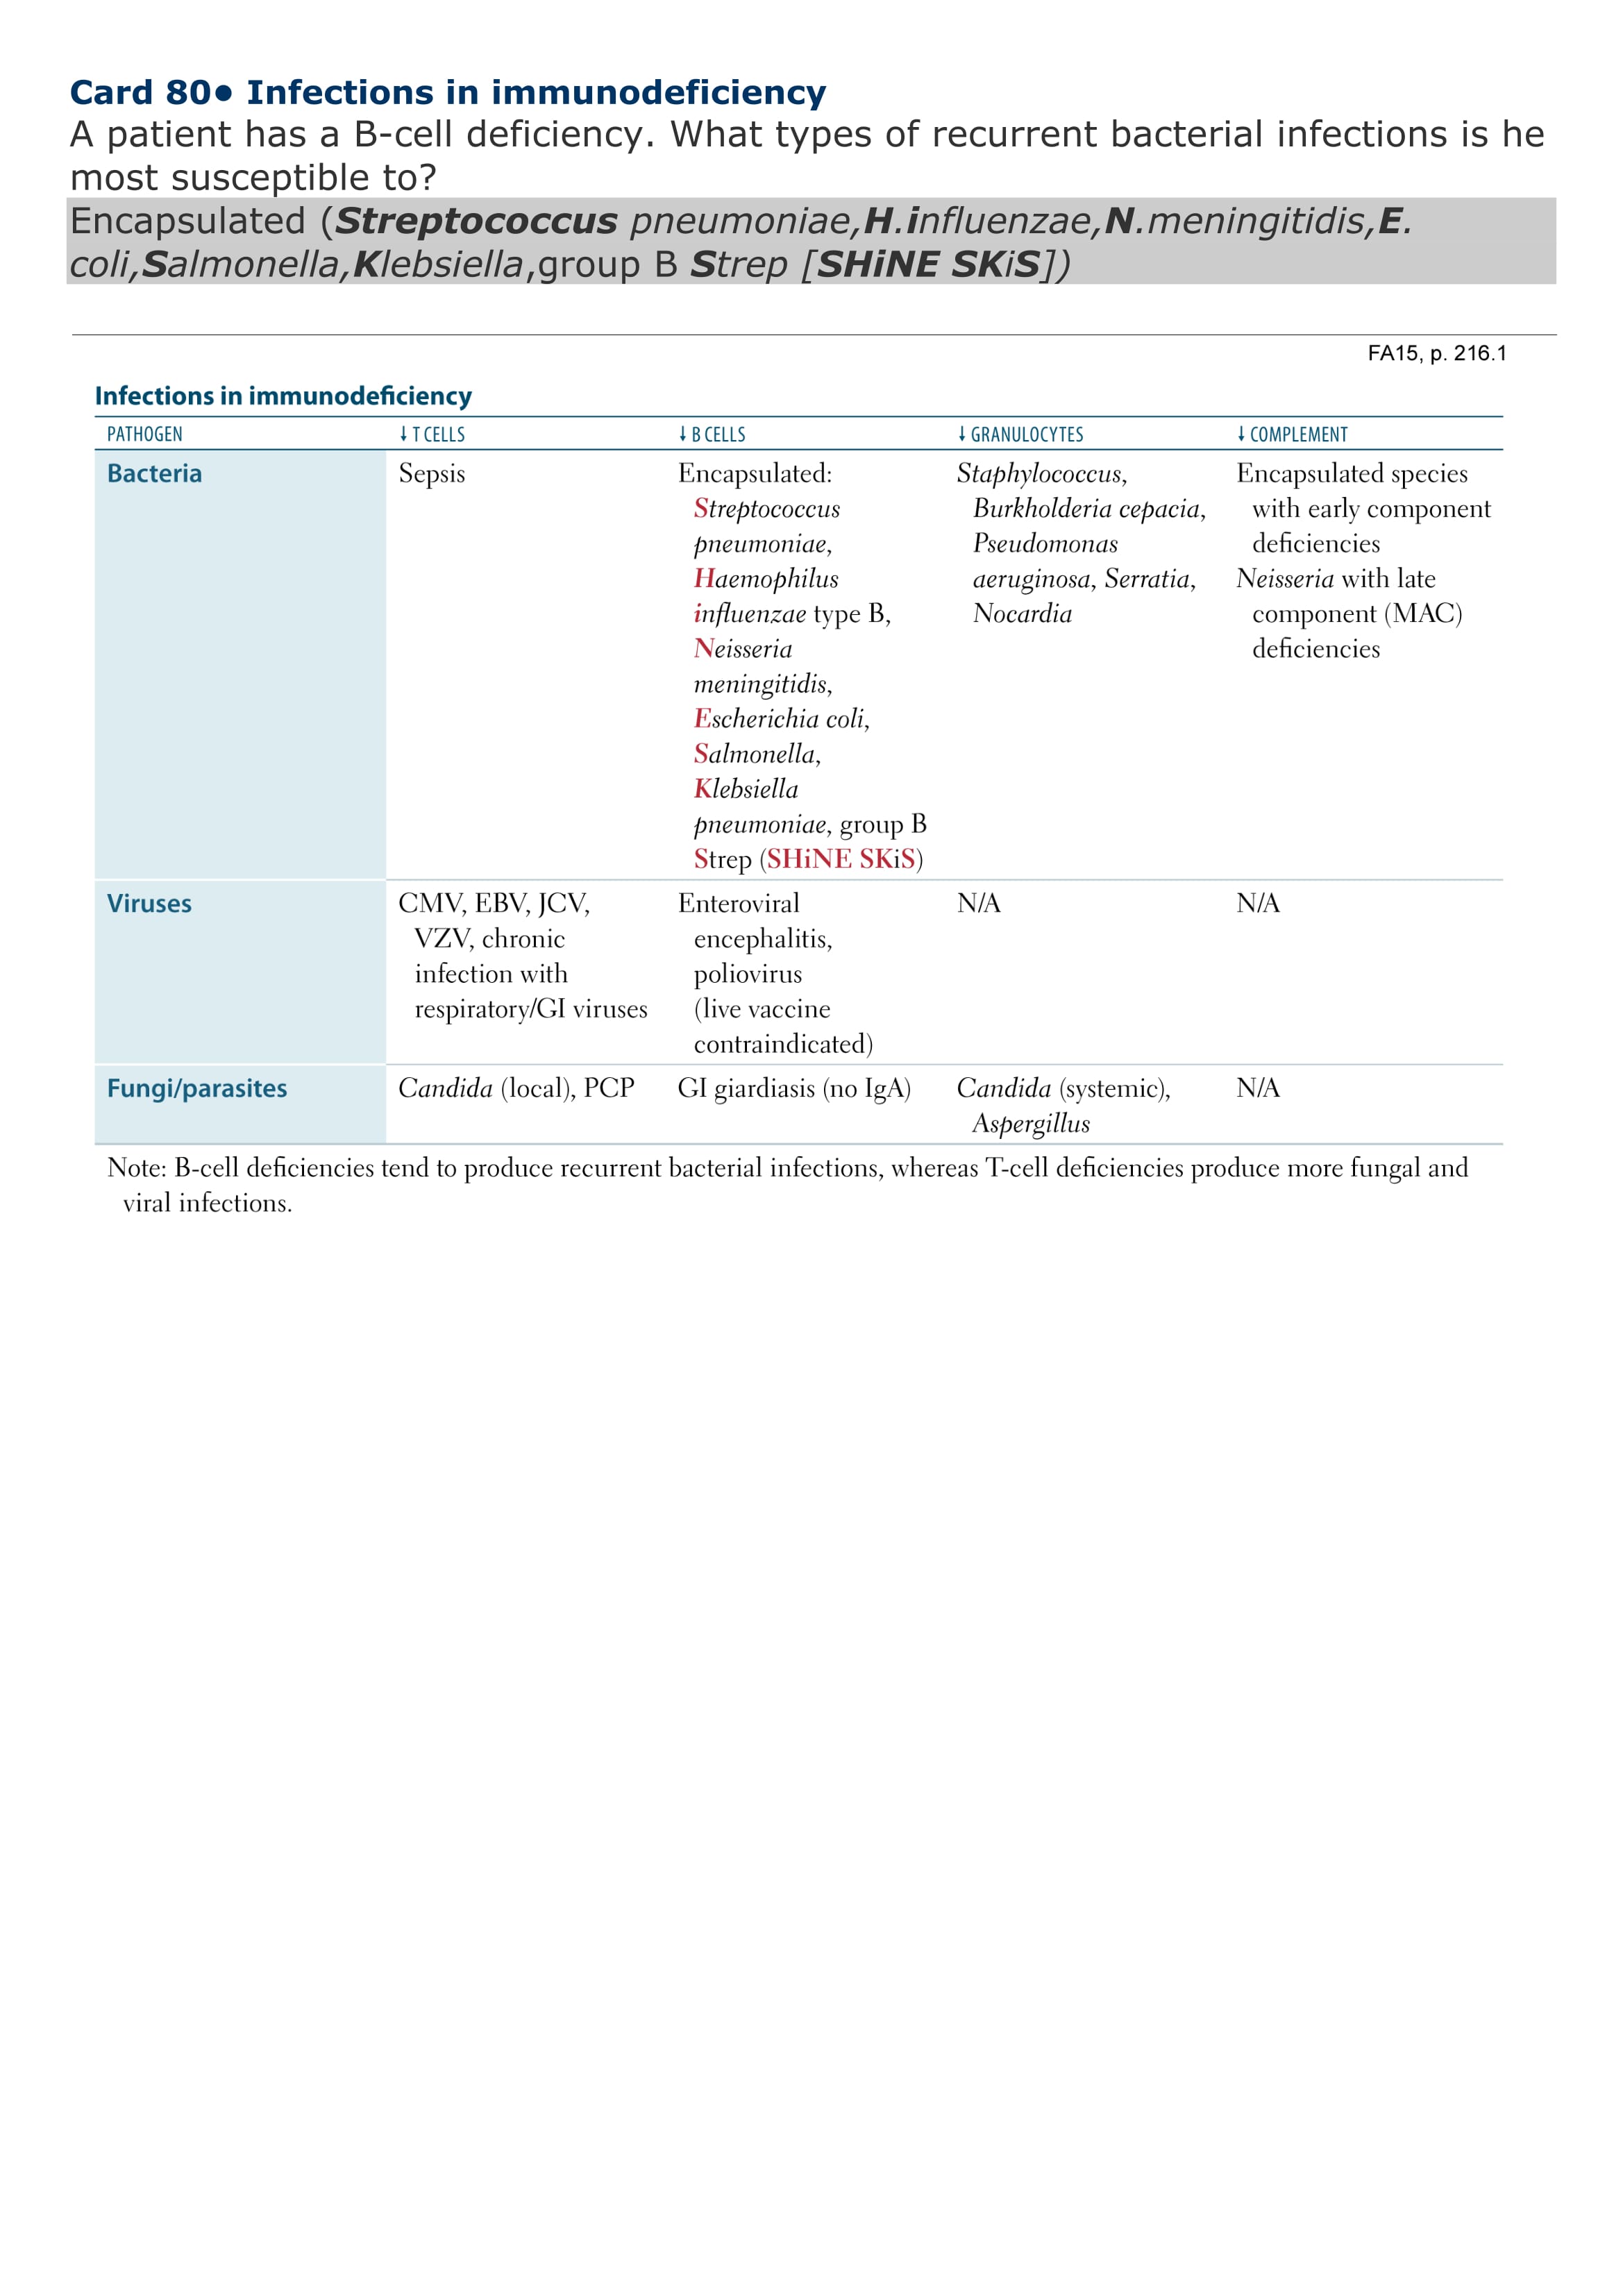 Card 80● Infections in immunodeficiency
A patient has a B-cell deficiency. What types of recurrent bacterial infections is he
most susceptible to?
Encapsulated (Streptococcus pneumoniae,H.influenzae,N.meningitidis,E.
coli,Salmonella,Klebsiella,group B Strep [SHiNE SKiS])
FA15, p. 216.1
Infections in immunodeficiency
PATHOGEN ↓ T CELLS ↓ B CELLS ↓ GRANULOCYTES ↓ COMPLEMENT
Bacteria Sepsis Encapsulated: Staphylococcus, Encapsulated species
Streptococcus Burkholderia cepacia, with early component
pneumoniae, Pseudomonas deficiencies
Haemophilus aeruginosa, Serratia, Neisseria with late
influenzae type B, Nocardia component (MAC)
Neisseria deficiencies
meningitidis,
Escherichia coli,
Salmonella,
Klebsiella
pneumoniae, group B
Strep (SHiNE SKiS)
Viruses CMV, EBV, JCV, Enteroviral N/A N/A
VZV, chronic encephalitis,
infection with poliovirus
respiratory/GI viruses (live vaccine
contraindicated)
Fungi/parasites Candida (local), PCP GI giardiasis (no IgA) Candida (systemic), N/A
Aspergillus
Note: B-cell deficiencies tend to produce recurrent bacterial infections, whereas T-cell deficiencies produce more fungal and
viral infections.